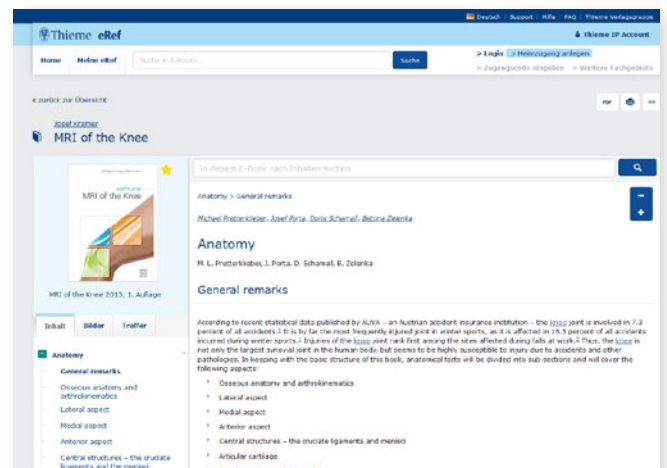 Deutsch | Support | Hilfe | FAQ | Thieme Verlagsgruppe
Thieme eRef
Thieme IP Account
Home Meine eRef Suche in E-Books... Suche
> Login > Heimzugang anlegen
> Zugangscode eingeben > Weitere Fachgebiete
« zurück zur Übersicht
PDF
Josef Kramer
MRI of the Knee
In diesem E-Book nach Inhalten suchen
MRI of the Knee
Anatomy > General remarks
Michael Pretterklieber, Josef Porta, Doris Schamall, Bettina Zelenka
Anatomy
M. L. Pretterklieber, J. Porta, D. Schamall, B. Zelenka
MRI of the Knee 2015; 1. Auflage
General remarks
Inhalt Bilder Treffer
Anatomy
General remarks
Osseous anatomy and
arthrokinematics
Lateral aspect
Medial aspect
Anterior aspect
Central structures – the cruciate
ligaments and the menisci
According to recent statistical data published by AUVA – an Austrian accident insurance institution – the knee joint is involved in 7.3
percent of all accidents.1 It is by far the most frequently injured joint in winter sports, as it is affected in 16.5 percent of all accidents
incurred during winter sports.1 Injuries of the knee joint rank first among the sites affected during falls at work.2 Thus, the knee is
not only the largest synovial joint in the human body, but seems to be highly susceptible to injury due to accidents and other
pathologies. In keeping with the basic structure of this book, anatomical facts will be divided into sub-sections and will cover the
following aspects:
Osseous anatomy and arthrokinematics
Lateral aspect
Medial aspect
Anterior aspect
Central structures – the cruciate ligaments and menisci
Articular cartilage